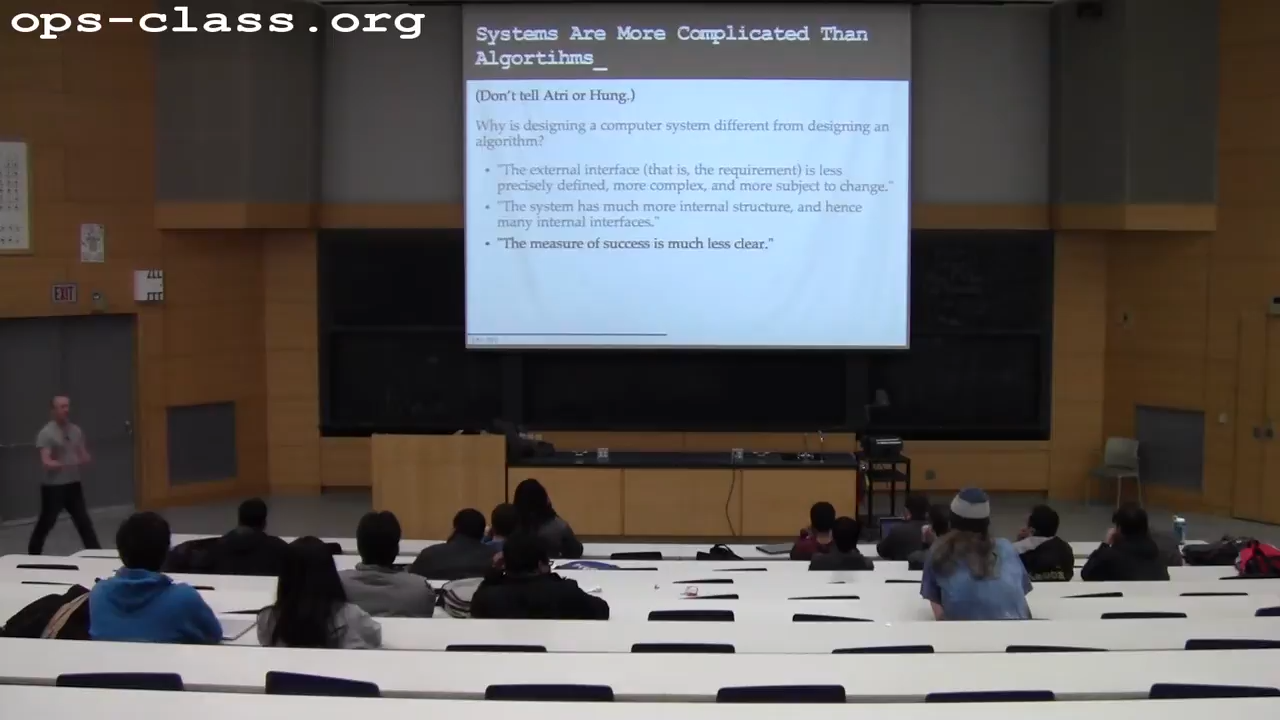 ops-class.org
Systems Are More Complicated Than
Algortihms_
(Don't tell Atri or Hung.)
Why is designing a computer system different from designing an
algorithm?
• "The external interface (that is, the requirement) is less
precisely defined, more complex, and more subject to change."
• "The system has much more internal structure, and hence
many internal interfaces."
• "The measure of success is much less clear."
EXIT